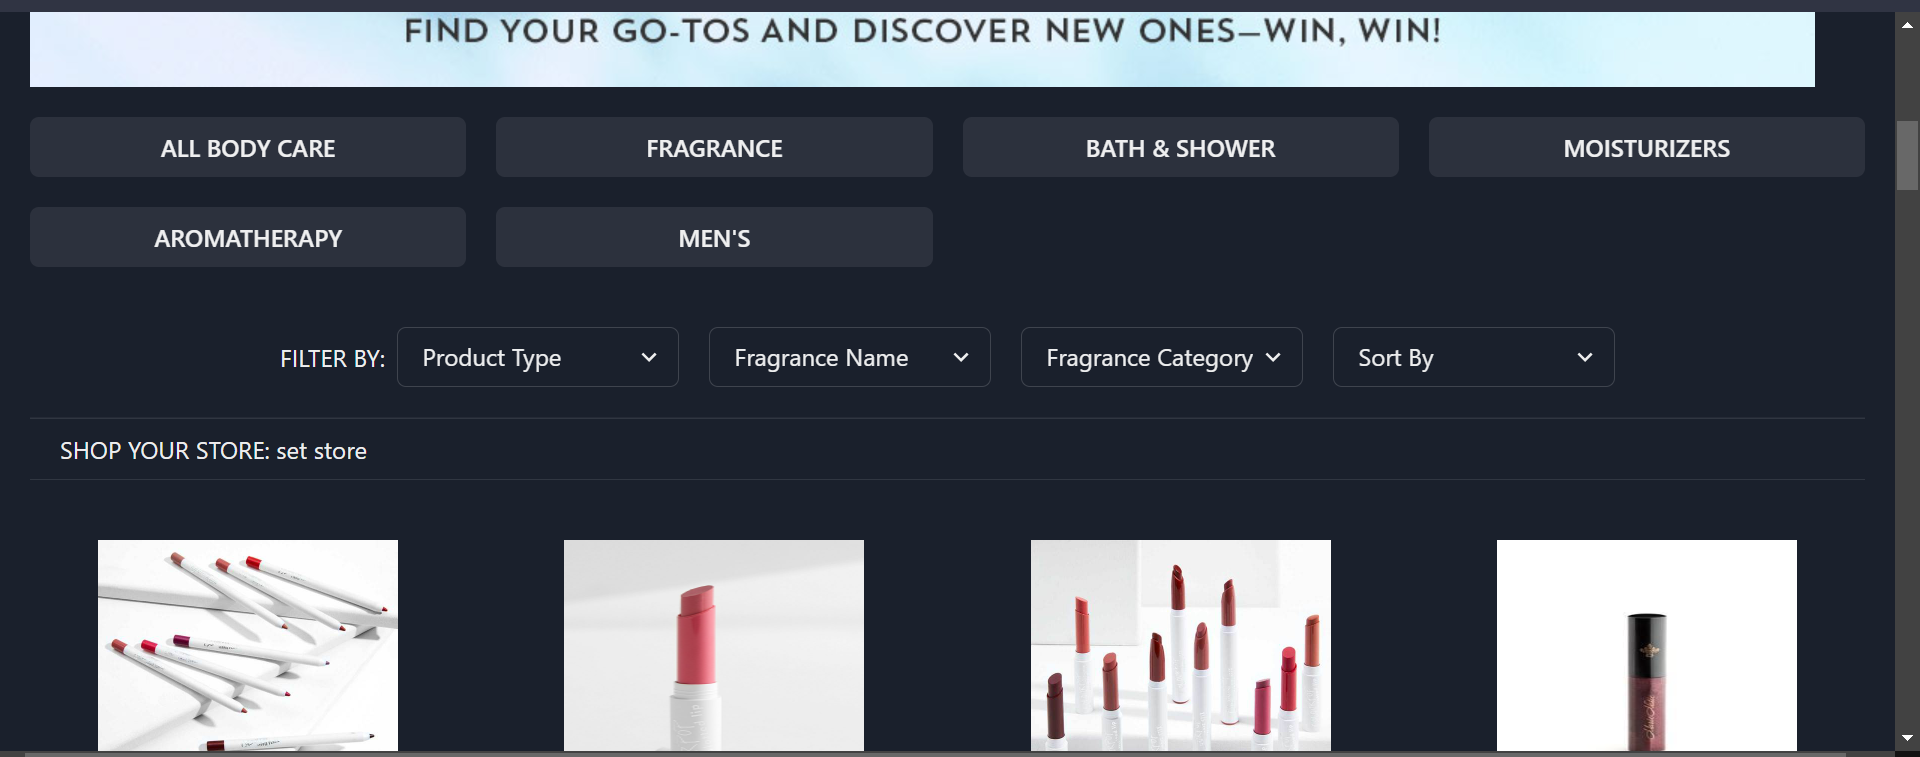 FIND YOUR GO-TOS AND DISCOVER NEW ONES—WIN, WIN!
ALL BODY CARE
FRAGRANCE
BATH & SHOWER
MOISTURIZERS
AROMATHERAPY
MEN'S
FILTER BY:
Product Type
Fragrance Name
Fragrance Category
Sort By
SHOP YOUR STORE: set store